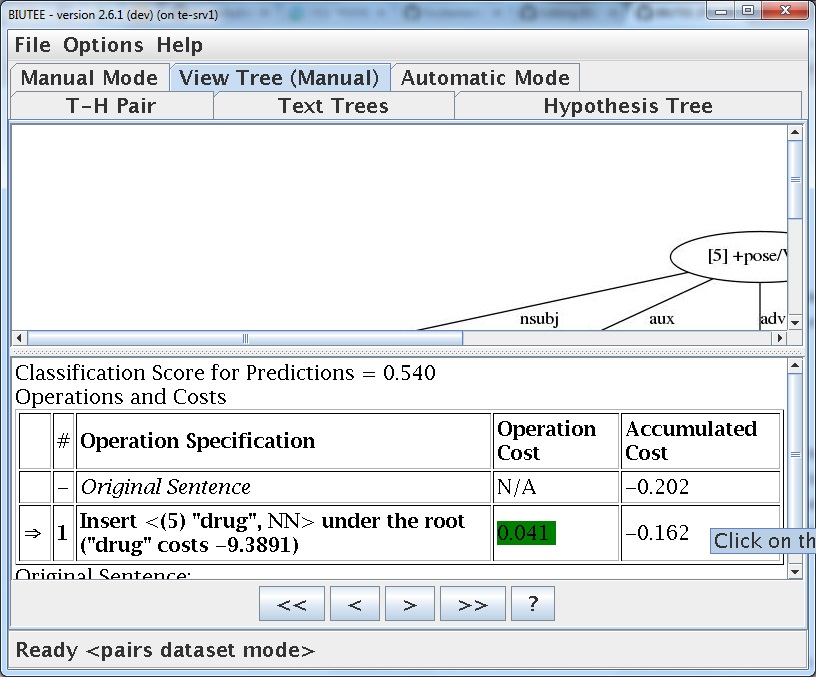 BIUTEE - version 2.6.1 (dev) (on te-srv1)
File Options Help
Manual Mode View Tree (Manual) Automatic Mode
T-H Pair Text Trees Hypothesis Tree
[5] +pose/V
nsubj aux adv
Classification Score for Predictions = 0.540
Operations and Costs
# Operation Specification Operation Cost Accumulated Cost
– Original Sentence N/A –0.202
⇒ 1 Insert <(5) "drug", NN> under the root ("drug" costs –9.3891) 0.041 –0.162
Click on th
Original Sentence:
<< < > >> ?
Ready <pairs dataset mode>